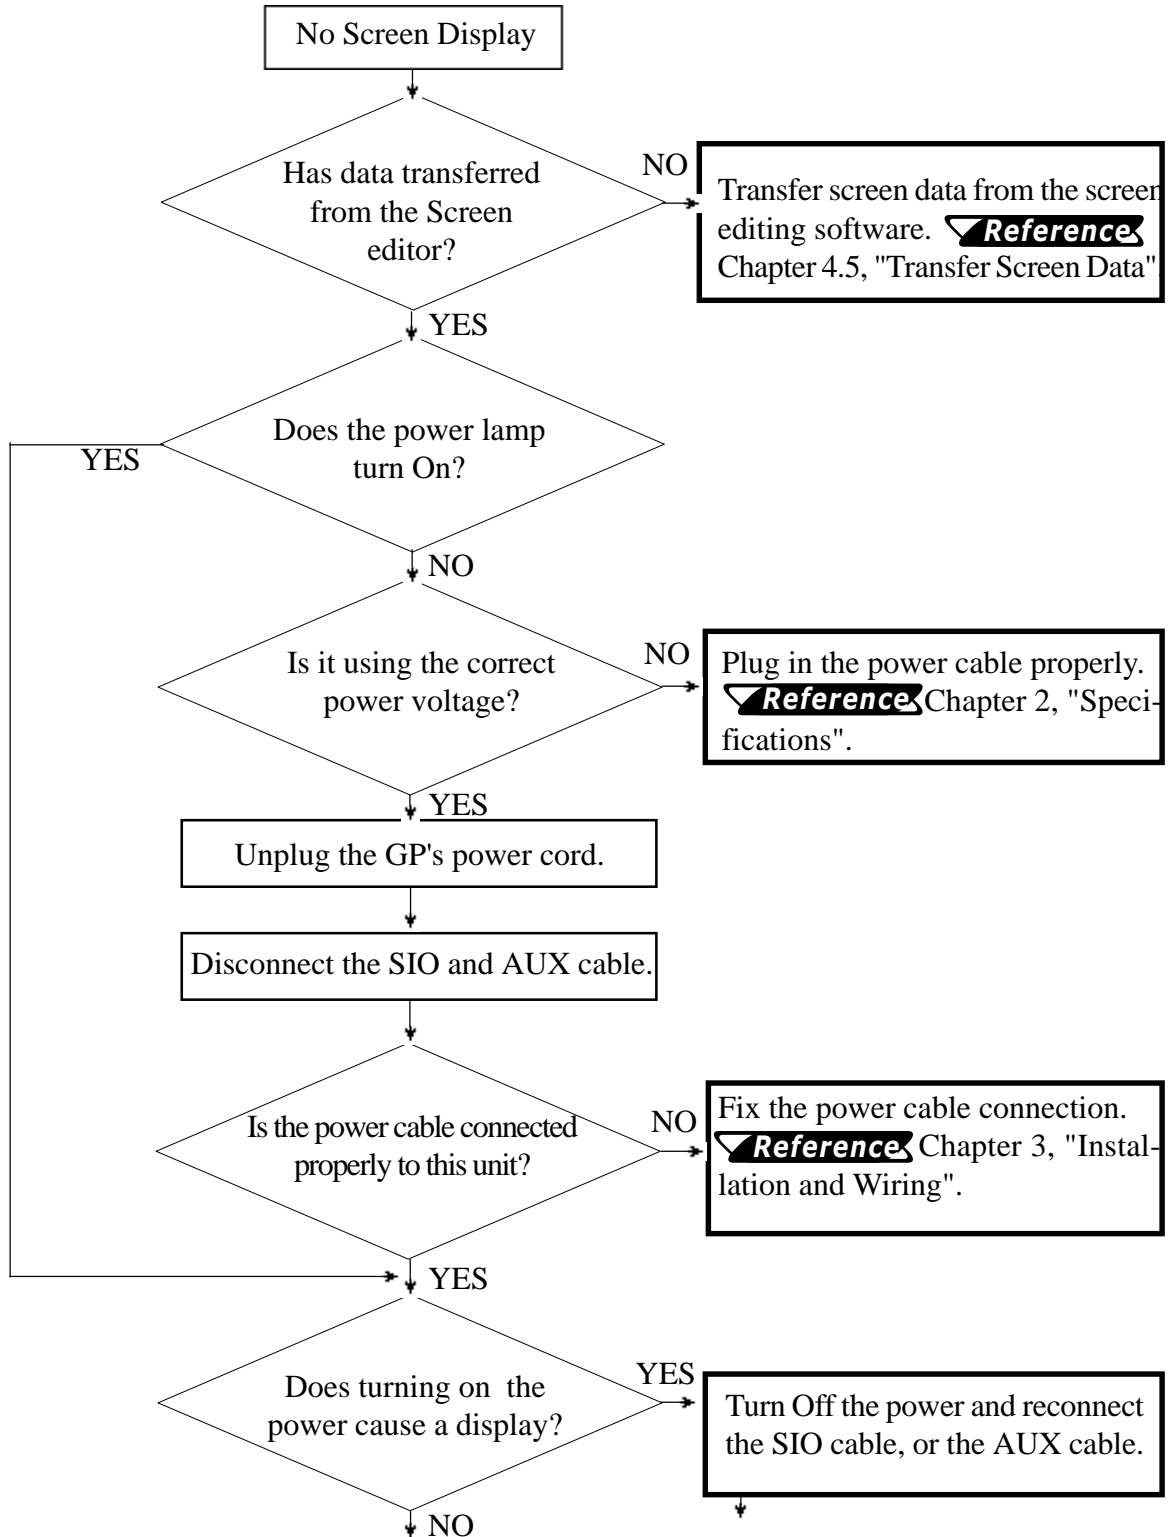 No Screen Display
Has data transferred
from the Screen
editor?
NO
Transfer screen data from the screen
editing software. Reference
Chapter 4.5, "Transfer Screen Data".
YES
Does the power lamp
turn On?
YES
NO
Is it using the correct
power voltage?
NO
Plug in the power cable properly.
Reference Chapter 2, "Speci-
fications".
YES
Unplug the GP's power cord.
Disconnect the SIO and AUX cable.
Is the power cable connected
properly to this unit?
NO
Fix the power cable connection.
Reference Chapter 3, "Instal-
lation and Wiring".
YES
Does turning on the
power cause a display?
YES
Turn Off the power and reconnect
the SIO cable, or the AUX cable.
NO